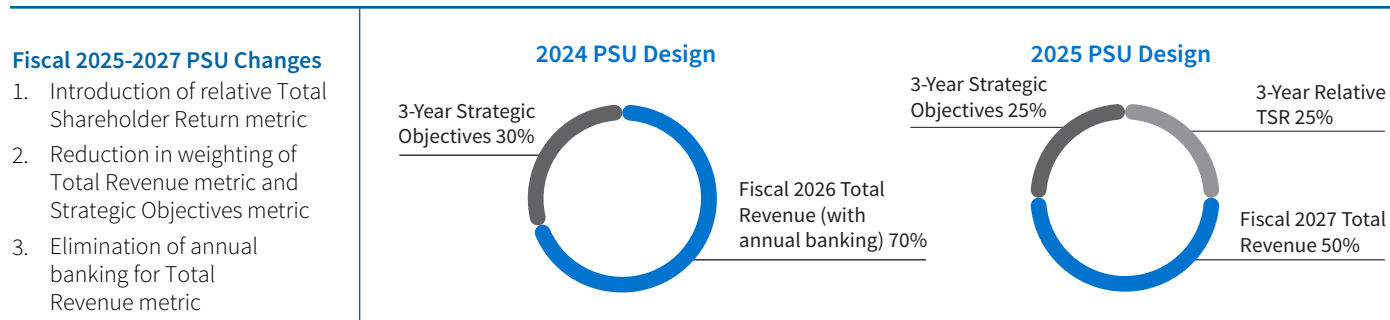 Fiscal 2025-2027 PSU Changes
1. Introduction of relative Total
Shareholder Return metric
2. Reduction in weighting of
Total Revenue metric and
Strategic Objectives metric
3. Elimination of annual
banking for Total
Revenue metric
2024 PSU Design
3-Year Strategic
Objectives 30%
Fiscal 2026 Total
Revenue (with
annual banking) 70%
2025 PSU Design
3-Year Strategic
Objectives 25%
3-Year Relative
TSR 25%
Fiscal 2027 Total
Revenue 50%